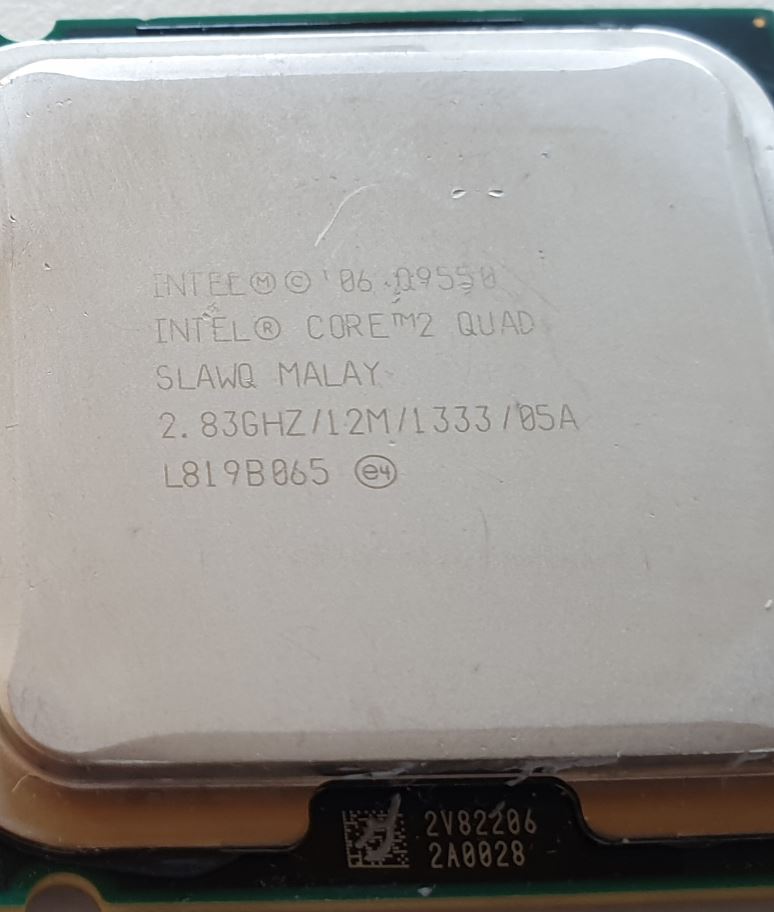 INTEL Ⓜ © '06 Q9550
INTEL® CORE™2 QUAD
SLAWQ MALAY
2.83GHZ/12M/1333/05A
L819B065 e4
2V82206
2A0028